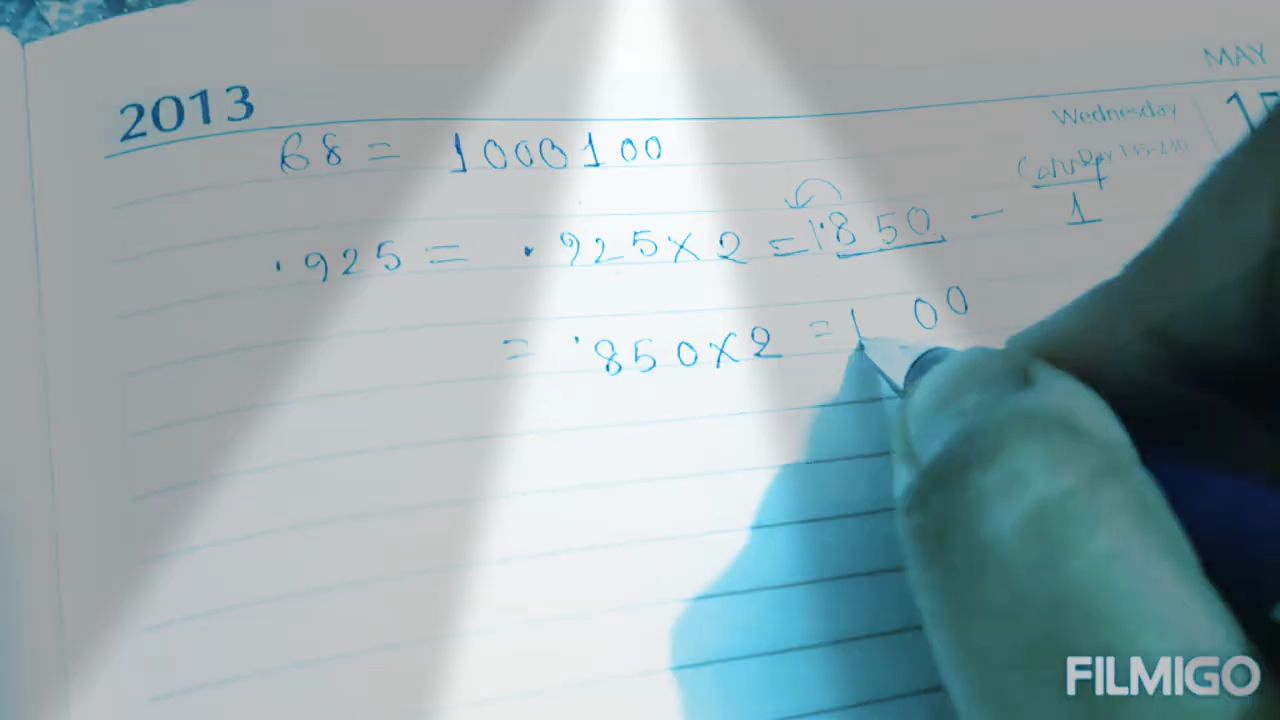 MAY
2013
Wednesday
68 = 1000100
Carry
.925 = .925×2 = 1.850 – 1
= .850×2 = 1 00
FILMIGO